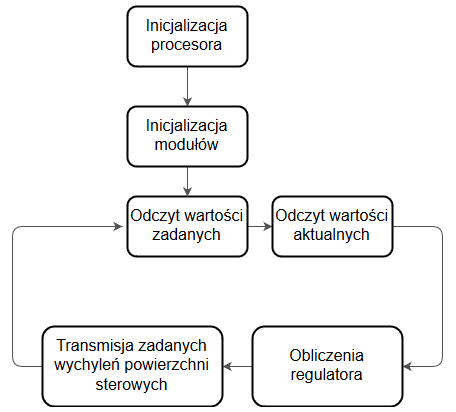 Inicjalizacja
procesora
Inicjalizacja
modułów
Odczyt wartości
zadanych
Odczyt wartości
aktualnych
Obliczenia
regulatora
Transmisja zadanych
wychyleń powierzchni
sterowych